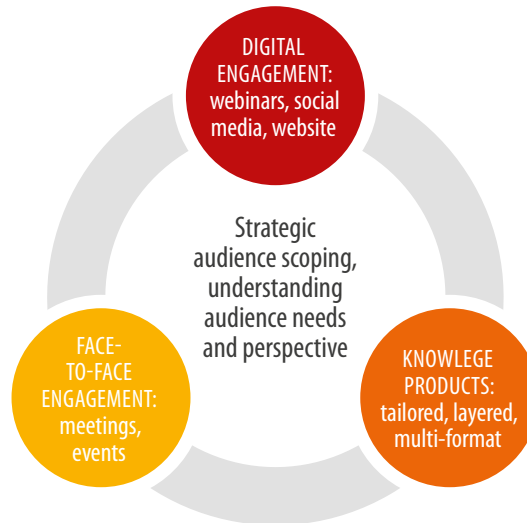 DIGITAL
ENGAGEMENT:
webinars, social
media, website
Strategic
audience scoping,
understanding
audience needs
and perspective
FACE-
TO-FACE
ENGAGEMENT:
meetings,
events
KNOWLEGE
PRODUCTS:
tailored, layered,
multi-format